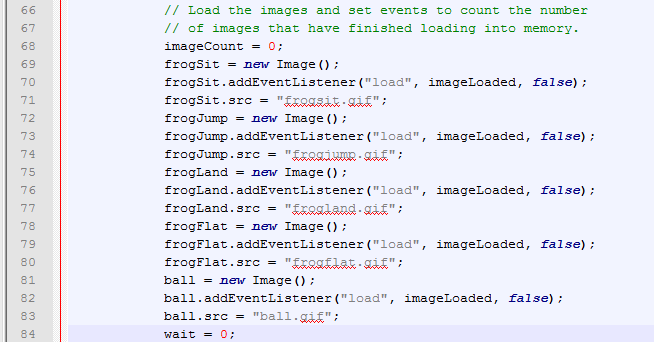 66 // Load the images and set events to count the number
67 // of images that have finished loading into memory.
68 imageCount = 0;
69 frogSit = new Image();
70 frogSit.addEventListener("load", imageLoaded, false);
71 frogSit.src = "frogsit.gif";
72 frogJump = new Image();
73 frogJump.addEventListener("load", imageLoaded, false);
74 frogJump.src = "frogjump.gif";
75 frogLand = new Image();
76 frogLand.addEventListener("load", imageLoaded, false);
77 frogLand.src = "frogland.gif";
78 frogFlat = new Image();
79 frogFlat.addEventListener("load", imageLoaded, false);
80 frogFlat.src = "frogflat.gif";
81 ball = new Image();
82 ball.addEventListener("load", imageLoaded, false);
83 ball.src = "ball.gif";
84 wait = 0;